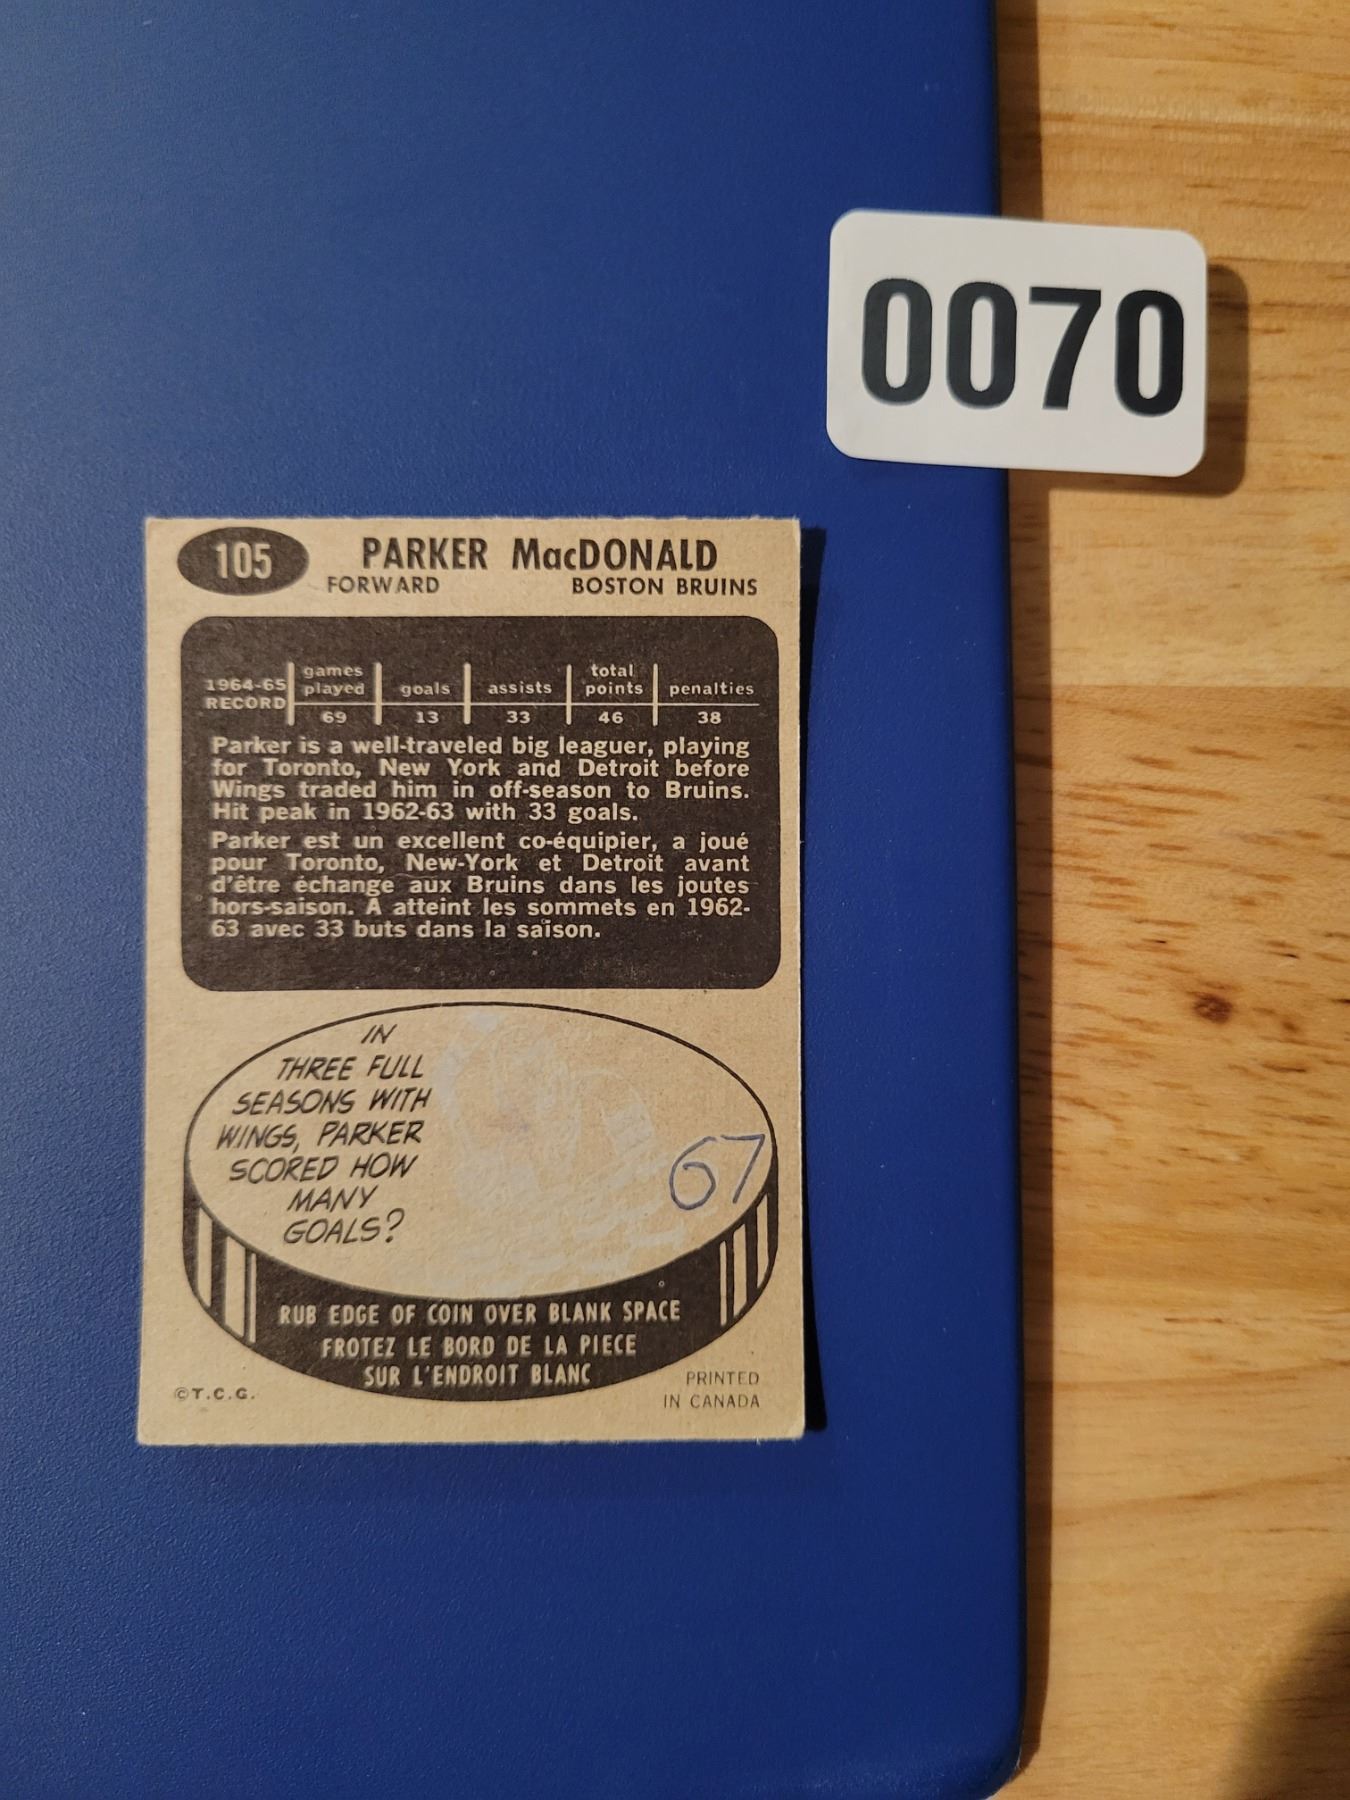 0070
105 PARKER MacDONALD
FORWARD BOSTON BRUINS
1964-65 RECORD games played goals assists total points penalties
69 13 33 46 38
Parker is a well-traveled big leaguer, playing
for Toronto, New York and Detroit before
Wings traded him in off-season to Bruins.
Hit peak in 1962-63 with 33 goals.
Parker est un excellent co-équipier, a joué
pour Toronto, New-York et Detroit avant
d'être échange aux Bruins dans les joutes
hors-saison. A atteint les sommets en 1962-
63 avec 33 buts dans la saison.
IN
THREE FULL
SEASONS WITH
WINGS, PARKER
SCORED HOW
MANY
GOALS?
67
RUB EDGE OF COIN OVER BLANK SPACE
FROTEZ LE BORD DE LA PIECE
SUR L'ENDROIT BLANC
©T.C.G.
PRINTED
IN CANADA